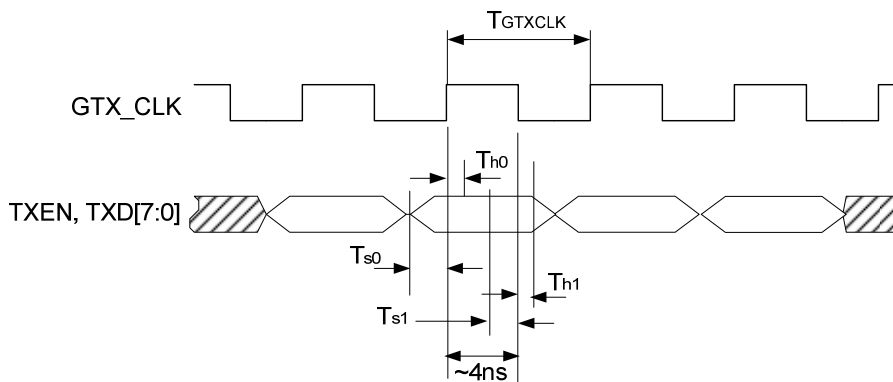 TGTXCLK
GTX_CLK
Th0
TXEN, TXD[7:0]
Ts0
Th1
Ts1
~4ns